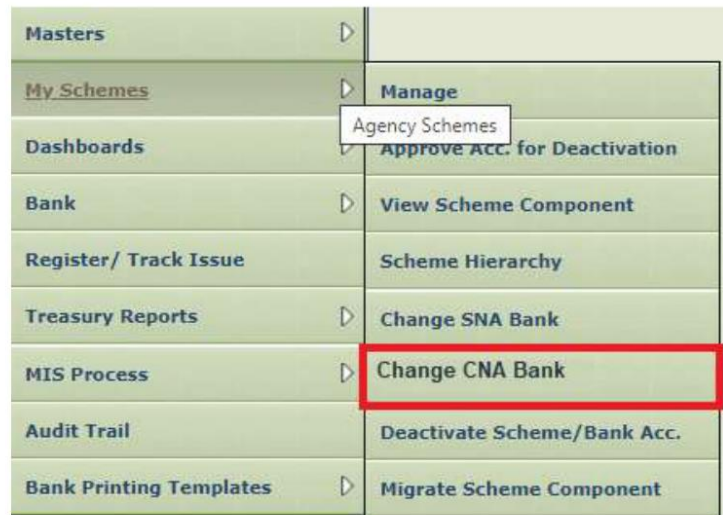 Masters
My Schemes
Manage
Agency Schemes
Dashboards
Approve Acc. for Deactivation
Bank
View Scheme Component
Register/ Track Issue
Scheme Hierarchy
Treasury Reports
Change SNA Bank
MIS Process
Change CNA Bank
Audit Trail
Deactivate Scheme/Bank Acc.
Bank Printing Templates
Migrate Scheme Component